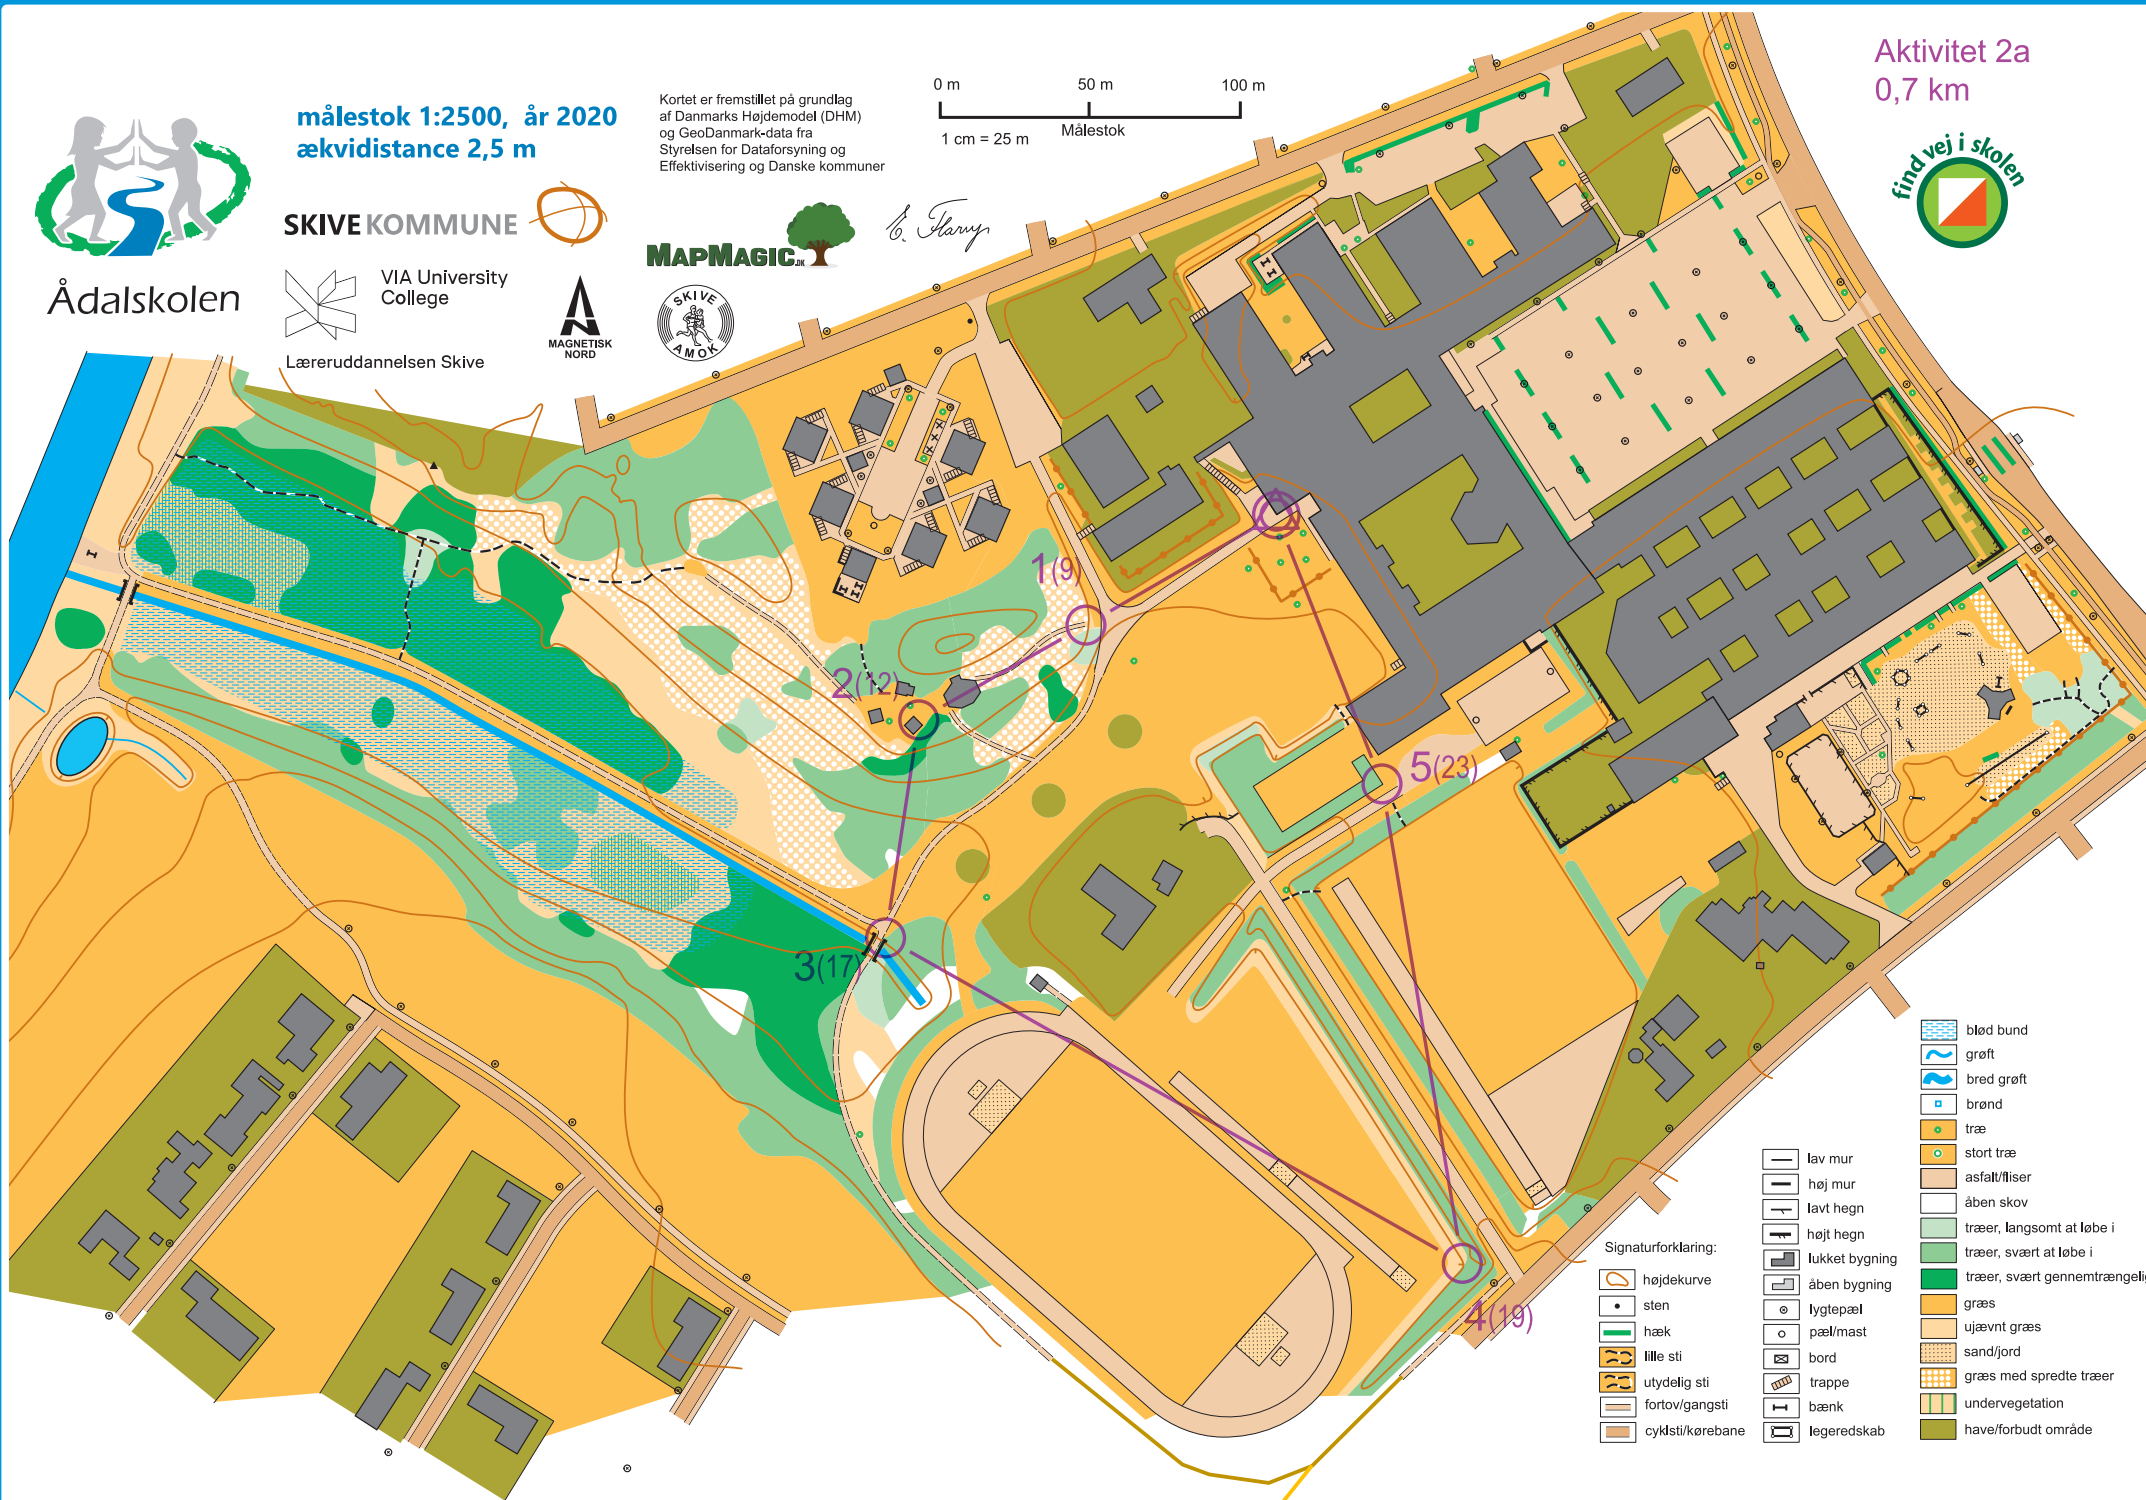 målestok 1:2500, år 2020
ækvidistance 2,5 m
Ådalskolen
SKIVE KOMMUNE
VIA University
College
Læreruddannelsen Skive
MAGNETISK
NORD
Kortet er fremstillet på grundlag
af Danmarks Højdemodel (DHM)
og GeoDanmark-data fra
Styrelsen for Dataforsyning og
Effektivisering og Danske kommuner
MAPMAGIC.DK
SKIVE
AMOK
0 m 50 m 100 m
1 cm = 25 m Målestok
Aktivitet 2a
0,7 km
find vej i skolen
1(9)
2(12)
3(17)
4(19)
5(23)
Signaturforklaring:
højdekurve
sten
hæk
lille sti
utydelig sti
fortov/gangsti
cyklsti/kørebane
lav mur
høj mur
lavt hegn
højt hegn
lukket bygning
åben bygning
lygtepæl
pæl/mast
bord
trappe
bænk
legeredskab
blød bund
grøft
bred grøft
brønd
træ
stort træ
asfalt/fliser
åben skov
træer, langsomt at løbe i
træer, svært at løbe i
træer, svært gennemtrængelig
græs
ujævnt græs
sand/jord
græs med spredte træer
undervegetation
have/forbudt område